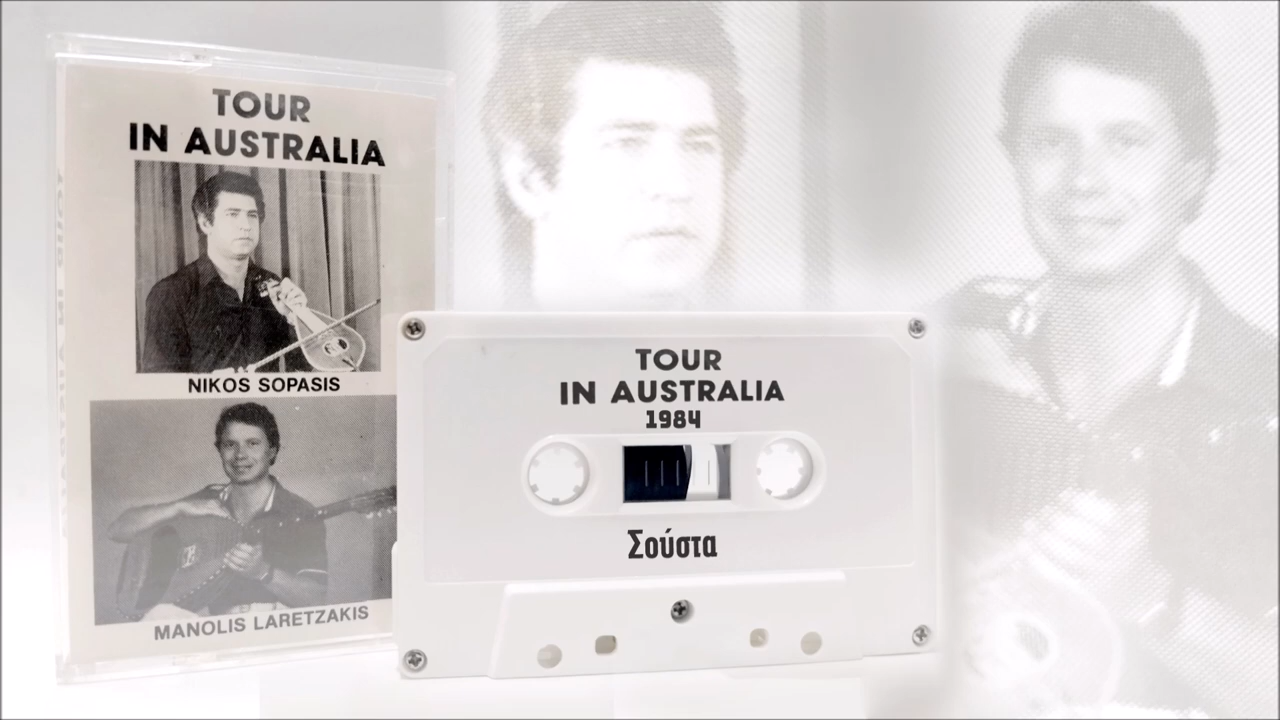 TOUR
IN AUSTRALIA
NIKOS SOPASIS
MANOLIS LARETZAKIS
TOUR
IN AUSTRALIA
1984
Σούστα